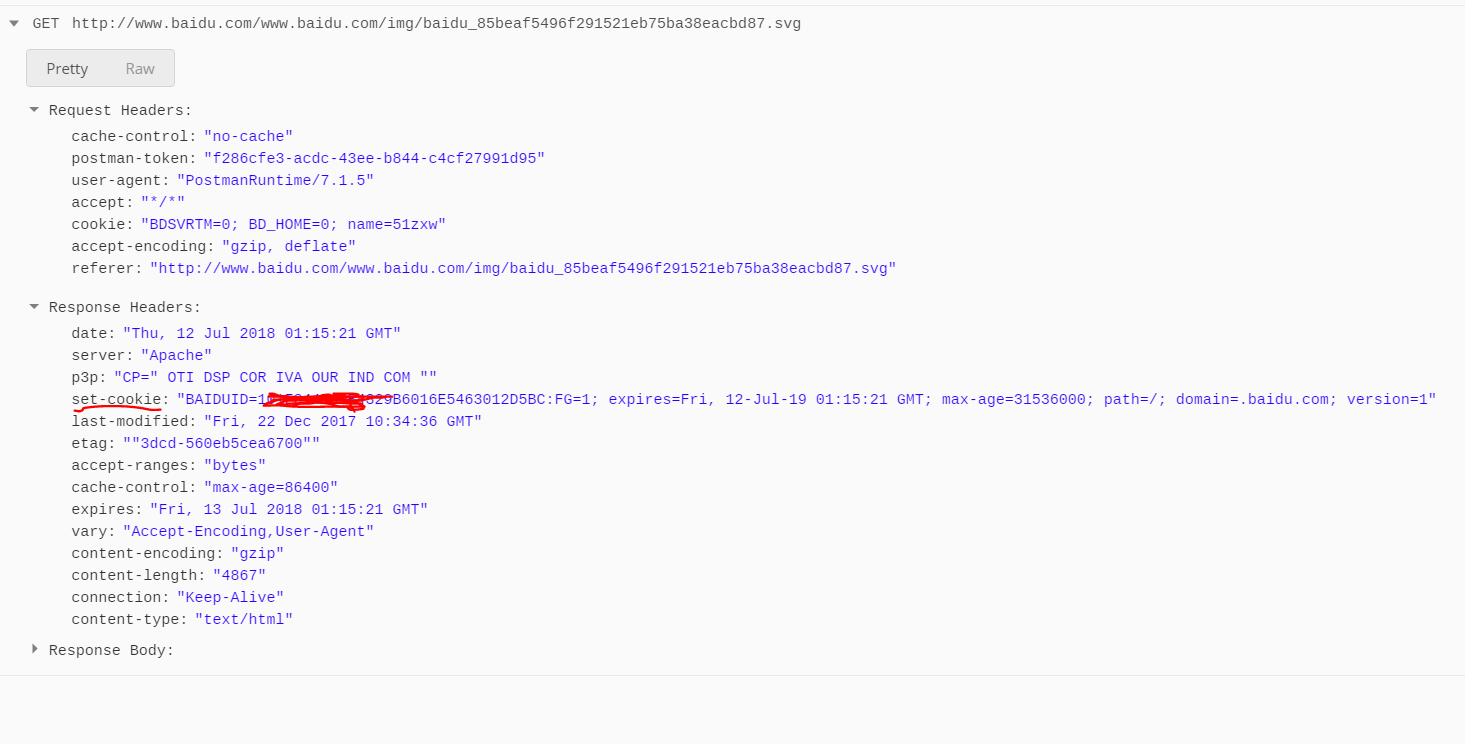 GET http://www.baidu.com/www.baidu.com/img/baidu_85beaf5496f291521eb75ba38eacbd87.svg
Pretty Raw
Request Headers:
cache-control: "no-cache"
postman-token: "f286cfe3-acdc-43ee-b844-c4cf27991d95"
user-agent: "PostmanRuntime/7.1.5"
accept: "*/*"
cookie: "BDSVRTM=0; BD_HOME=0; name=51zxw"
accept-encoding: "gzip, deflate"
referer: "http://www.baidu.com/www.baidu.com/img/baidu_85beaf5496f291521eb75ba38eacbd87.svg"
Response Headers:
date: "Thu, 12 Jul 2018 01:15:21 GMT"
server: "Apache"
p3p: "CP=" OTI DSP COR IVA OUR IND COM ""
set-cookie: "BAIDUID= expires=Fri, 12-Jul-19 01:15:21 GMT; max-age=31536000; path=/; domain=.baidu.com; version=1"
last-modified: "Fri, 22 Dec 2017 10:34:36 GMT"
etag: ""3dcd-560eb5cea6700""
accept-ranges: "bytes"
cache-control: "max-age=86400"
expires: "Fri, 13 Jul 2018 01:15:21 GMT"
vary: "Accept-Encoding,User-Agent"
content-encoding: "gzip"
content-length: "4867"
connection: "Keep-Alive"
content-type: "text/html"
Response Body: